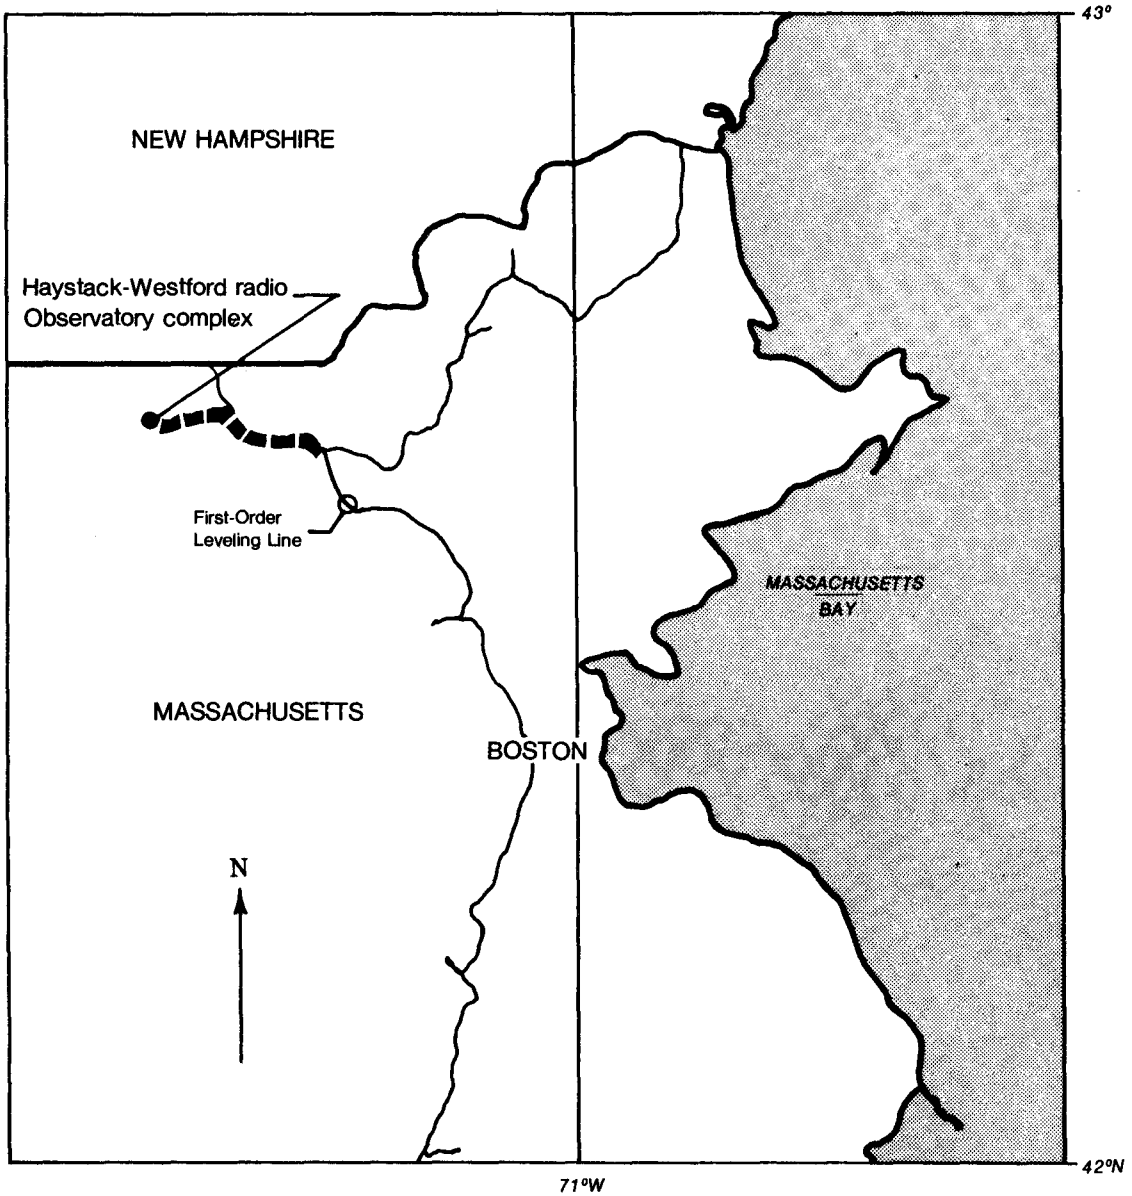 43°
NEW HAMPSHIRE
Haystack-Westford radio
Observatory complex
First-Order
Leveling Line
MASSACHUSETTS
BAY
MASSACHUSETTS
BOSTON
N
42°N
71°W